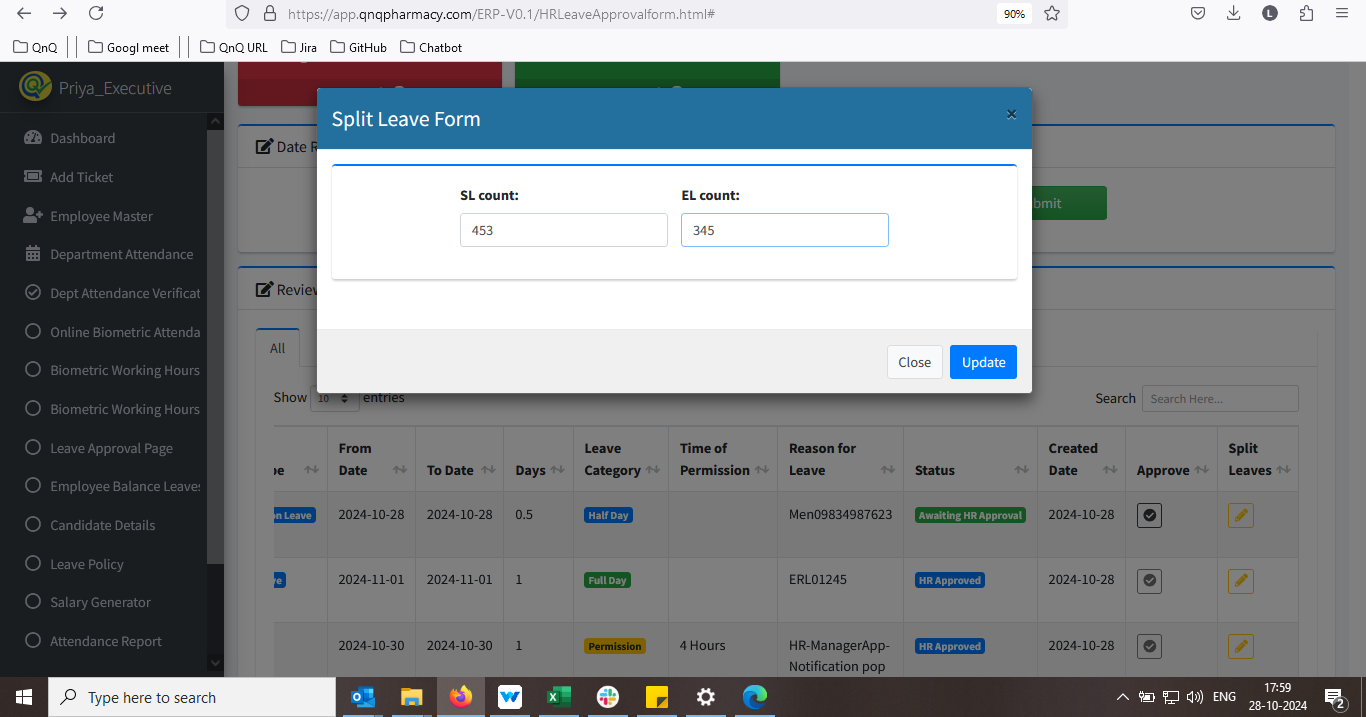 https://app.qnqpharmacy.com/ERP-V0.1/HRLeaveApprovalform.html#
90%
L
QnQ
Googl meet
QnQ URL
Jira
GitHub
Chatbot
Priya_Executive
Dashboard
Add Ticket
Employee Master
Department Attendance
Dept Attendance Verificat
Online Biometric Attenda
Biometric Working Hours
Biometric Working Hours
Leave Approval Page
Employee Balance Leaves
Candidate Details
Leave Policy
Salary Generator
Attendance Report
Split Leave Form
×
SL count:
EL count:
453
345
Close
Update
Date R
bmit
Review
All
Show 10 entries
Search
Search Here...
pe
From Date
To Date
Days
Leave Category
Time of Permission
Reason for Leave
Status
Created Date
Approve
Split Leaves
on Leave
2024-10-28
2024-10-28
0.5
Half Day
Men09834987623
Awaiting HR Approval
2024-10-28
ve
2024-11-01
2024-11-01
1
Full Day
ERL01245
HR Approved
2024-10-28
2024-10-30
2024-10-30
1
Permission
4 Hours
HR-ManagerApp-
Notification pop
HR Approved
2024-10-28
Type here to search
ENG
17:59
28-10-2024
2